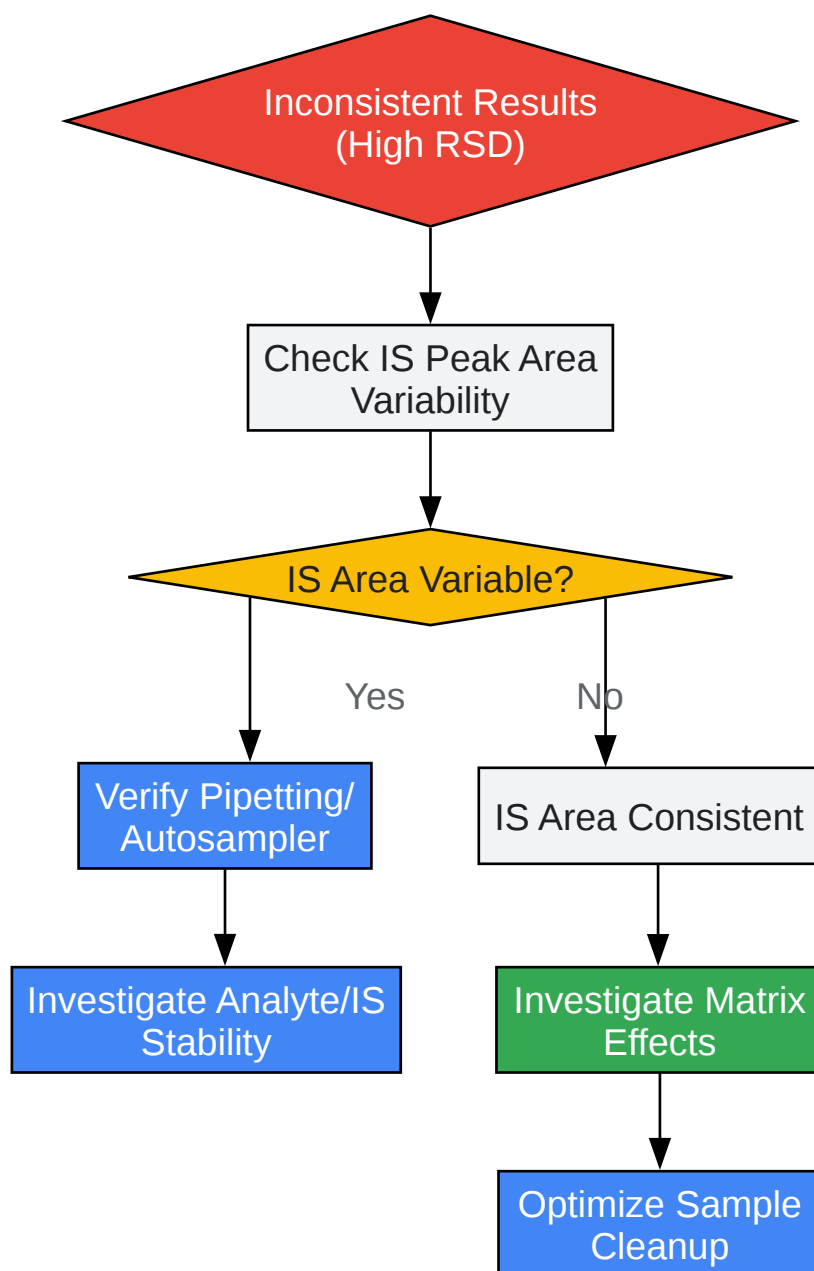 Inconsistent Results
(High RSD)
Check IS Peak Area
Variability
IS Area Variable?
Yes
No
Verify Pipetting/
Autosampler
IS Area Consistent
Investigate Analyte/IS
Stability
Investigate Matrix
Effects
Optimize Sample
Cleanup